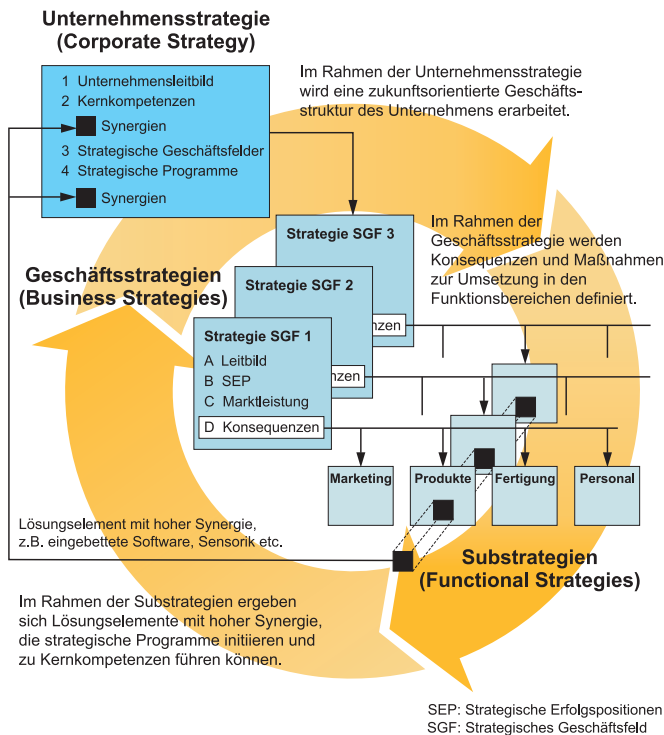 Unternehmensstrategie
(Corporate Strategy)
1 Unternehmensleitbild
2 Kernkompetenzen
Synergien
3 Strategische Geschäftsfelder
4 Strategische Programme
Synergien
Im Rahmen der Unternehmensstrategie
wird eine zukunftsorientierte Geschäfts-
struktur des Unternehmens erarbeitet.
Geschäftsstrategien
(Business Strategies)
Strategie SGF 3
nzen
Strategie SGF 2
nzen
Strategie SGF 1
A Leitbild
B SEP
C Marktleistung
D Konsequenzen
Im Rahmen der
Geschäftsstrategie werden
Konsequenzen und Maßnahmen
zur Umsetzung in den
Funktionsbereichen definiert.
Marketing
Produkte
Fertigung
Personal
Lösungselement mit hoher Synergie,
z.B. eingebettete Software, Sensorik etc.
Substrategien
(Functional Strategies)
Im Rahmen der Substrategien ergeben
sich Lösungselemente mit hoher Synergie,
die strategische Programme initiieren und
zu Kernkompetenzen führen können.
SEP: Strategische Erfolgspositionen
SGF: Strategisches Geschäftsfeld